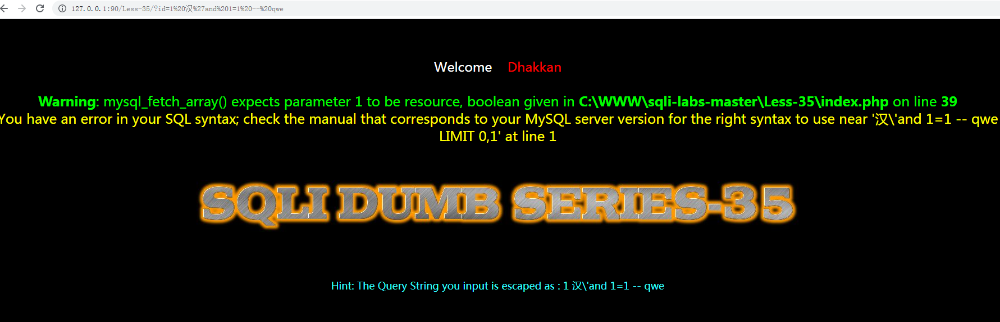 127.0.0.1:90/Less-35/?id=1%20汉%27and%201=1%20--%20qwe
Welcome Dhakkan
Warning: mysql_fetch_array() expects parameter 1 to be resource, boolean given in C:\WWW\sqli-labs-master\Less-35\index.php on line 39
You have an error in your SQL syntax; check the manual that corresponds to your MySQL server version for the right syntax to use near '汉\'and 1=1 -- qwe
LIMIT 0,1' at line 1
SQLI DUMB SERIES-35
Hint: The Query String you input is escaped as : 1 汉\'and 1=1 -- qwe